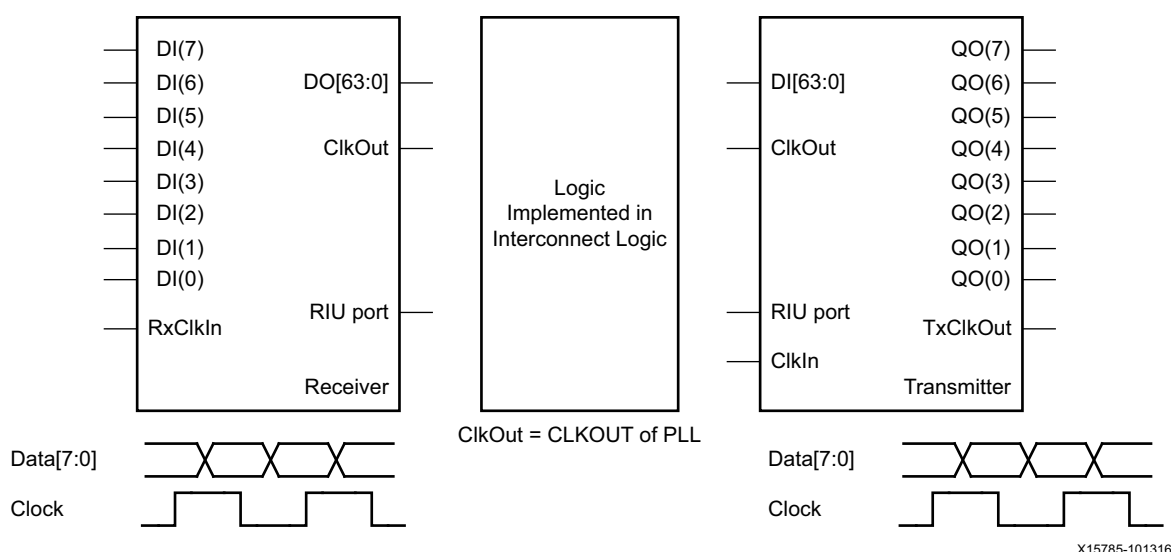 DI(7)
DI(6)
DI(5)
DI(4)
DI(3)
DI(2)
DI(1)
DI(0)
RxClkIn
DO[63:0]
ClkOut
RIU port
Receiver
Logic
Implemented in
Interconnect Logic
ClkOut = CLKOUT of PLL
DI[63:0]
ClkOut
RIU port
ClkIn
QO(7)
QO(6)
QO(5)
QO(4)
QO(3)
QO(2)
QO(1)
QO(0)
TxClkOut
Transmitter
Data[7:0]
Clock
Data[7:0]
Clock
X15785-101316